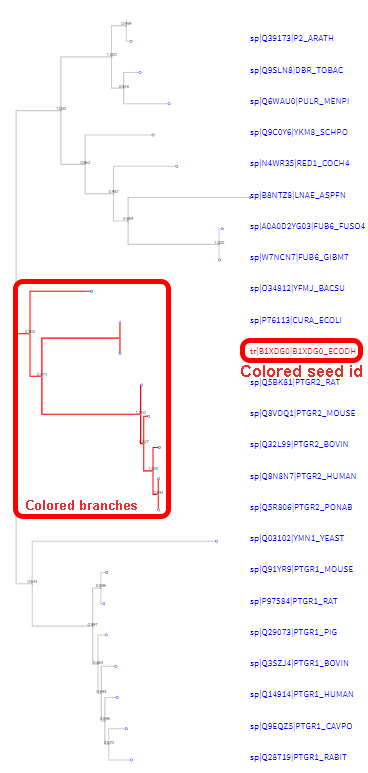 sp|Q39173|P2_ARATH
sp|Q9SLN8|DBR_TOBAC
sp|Q6WAU0|PULR_MENPI
sp|Q9C0Y6|YKM8_SCHPO
sp|N4WR35|RED1_COCH4
sp|B8NTZ8|LNAE_ASPFN
sp|A0A0D2YG03|FUB6_FUSO4
sp|W7NCN7|FUB6_GIBM7
sp|O34812|YFMJ_BACSU
sp|P76113|CURA_ECOLI
tr|B1XDG0|B1XDG0_ECODH
Colored seed id
sp|Q5BK81|PTGR2_RAT
sp|Q8VDQ1|PTGR2_MOUSE
sp|Q32L99|PTGR2_BOVIN
sp|Q8N8N7|PTGR2_HUMAN
Colored branches
sp|Q5R806|PTGR2_PONAB
sp|Q03102|YMN1_YEAST
sp|Q91YR9|PTGR1_MOUSE
sp|P97584|PTGR1_RAT
sp|Q29073|PTGR1_PIG
sp|Q3SZJ4|PTGR1_BOVIN
sp|Q14914|PTGR1_HUMAN
sp|Q9EQZ5|PTGR1_CAVPO
sp|Q28719|PTGR1_RABIT